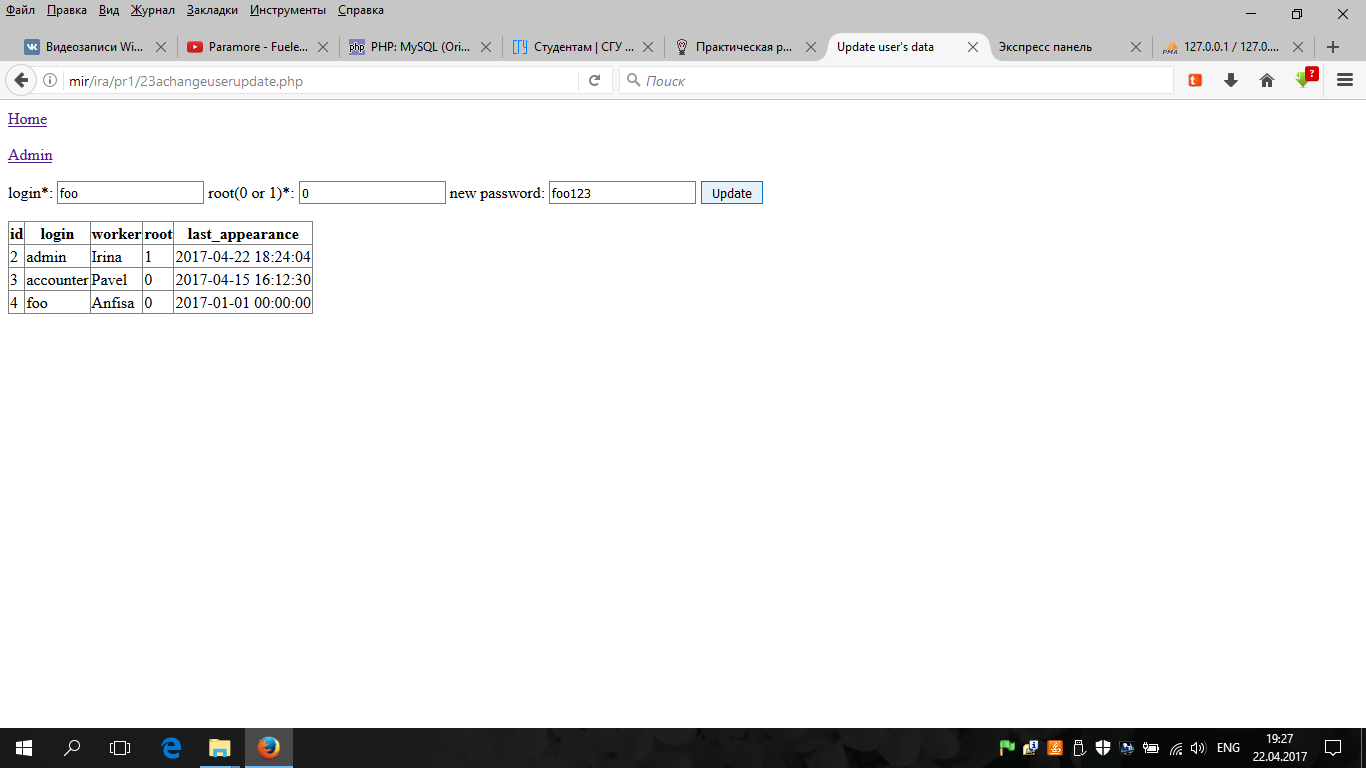 Файл Правка Вид Журнал Закладки Инструменты Справка
Видеозаписи Wi... Paramore - Fuele... php PHP: MySQL (Ori... Студентам | СГУ ... Практическая р... Update user's data Экспресс панель PMA 127.0.0.1 / 127.0....
mir/ira/pr1/23achangeuserupdate.php Поиск
Home
Admin
login*: foo root(0 or 1)*: 0 new password: foo123 Update
id login worker root last_appearance
2 admin Irina 1 2017-04-22 18:24:04
3 accounter Pavel 0 2017-04-15 16:12:30
4 foo Anfisa 0 2017-01-01 00:00:00
ENG 19:27
22.04.2017